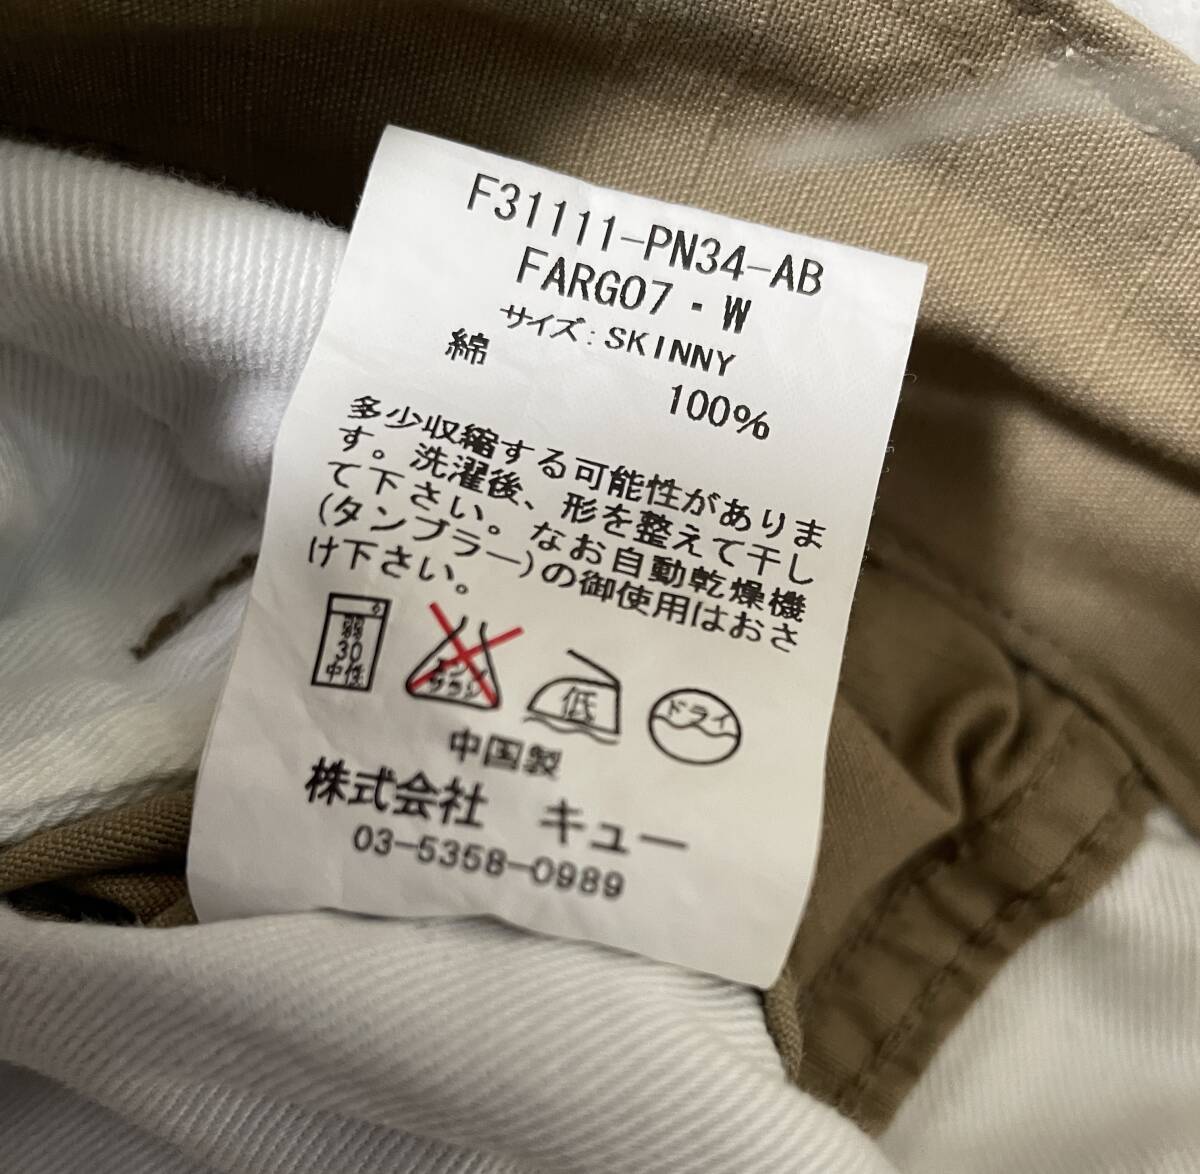 F31111-PN34-AB
FARGO7・W
サイズ:SKINNY
綿 100%
多少収縮する可能性がありま
す。洗濯後、形を整えて干し
て下さい。なお自動乾燥機
(タンブラー)の御使用はおさ
け下さい。
弱
30
中性
エンソ
サラシ
低
ドライ
中国製
株式会社 キュー
03-5358-0989